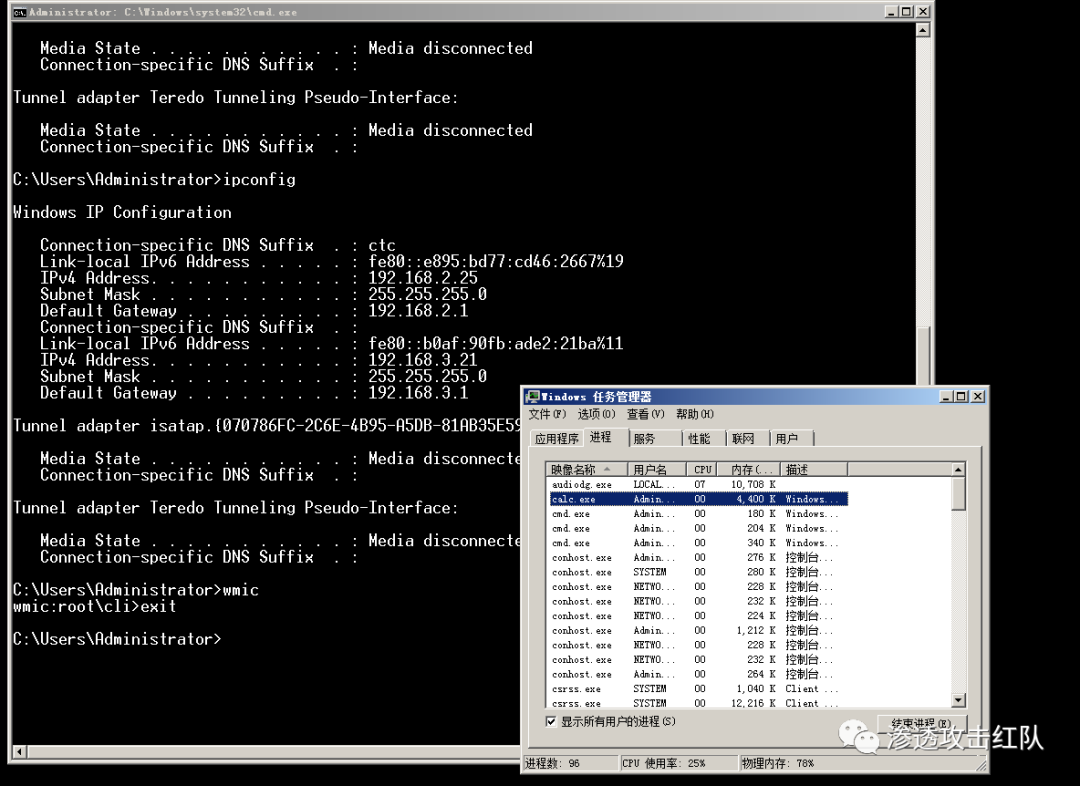 Administrator: C:\Windows\system32\cmd.exe
Media State . . . . . . . . . . . : Media disconnected
Connection-specific DNS Suffix  . :
Tunnel adapter Teredo Tunneling Pseudo-Interface:
Media State . . . . . . . . . . . : Media disconnected
Connection-specific DNS Suffix  . :
C:\Users\Administrator>ipconfig
Windows IP Configuration
Connection-specific DNS Suffix  . : ctc
Link-local IPv6 Address . . . . . : fe80::e895:bd77:cd46:2667%19
IPv4 Address. . . . . . . . . . . : 192.168.2.25
Subnet Mask . . . . . . . . . . . : 255.255.255.0
Default Gateway . . . . . . . . . : 192.168.2.1
Connection-specific DNS Suffix  . :
Link-local IPv6 Address . . . . . : fe80::b0af:90fb:ade2:21ba%11
IPv4 Address. . . . . . . . . . . : 192.168.3.21
Subnet Mask . . . . . . . . . . . : 255.255.255.0
Default Gateway . . . . . . . . . : 192.168.3.1
Tunnel adapter isatap.{070786FC-2C6E-4B95-A5DB-81AB35E59
Media State . . . . . . . . . . . : Media disconnecte
Connection-specific DNS Suffix  . :
Tunnel adapter Teredo Tunneling Pseudo-Interface:
Media State . . . . . . . . . . . : Media disconnecte
Connection-specific DNS Suffix  . :
C:\Users\Administrator>wmic
wmic:root\cli>exit
C:\Users\Administrator>
Windows 任务管理器
文件(F) 选项(O) 查看(V) 帮助(H)
应用程序 进程 服务 性能 联网 用户
映像名称 用户名 CPU 内存(... 描述
audiodg.exe LOCAL... 07 10,708 K
calc.exe Admin... 00 4,400 K Windows...
cmd.exe Admin... 00 180 K Windows...
cmd.exe Admin... 00 204 K Windows...
cmd.exe Admin... 00 340 K Windows...
conhost.exe Admin... 00 276 K 控制台...
conhost.exe SYSTEM 00 280 K 控制台...
conhost.exe NETWO... 00 228 K 控制台...
conhost.exe NETWO... 00 232 K 控制台...
conhost.exe NETWO... 00 224 K 控制台...
conhost.exe Admin... 00 1,212 K 控制台...
conhost.exe NETWO... 00 228 K 控制台...
conhost.exe NETWO... 00 232 K 控制台...
conhost.exe Admin... 00 264 K 控制台...
csrss.exe SYSTEM 00 1,040 K Client ...
csrss.exe SYSTEM 00 12,216 K Client ...
显示所有用户的进程(S)
结束进程(E)
渗透攻击红队
进程数: 96 CPU 使用率: 25% 物理内存: 78%